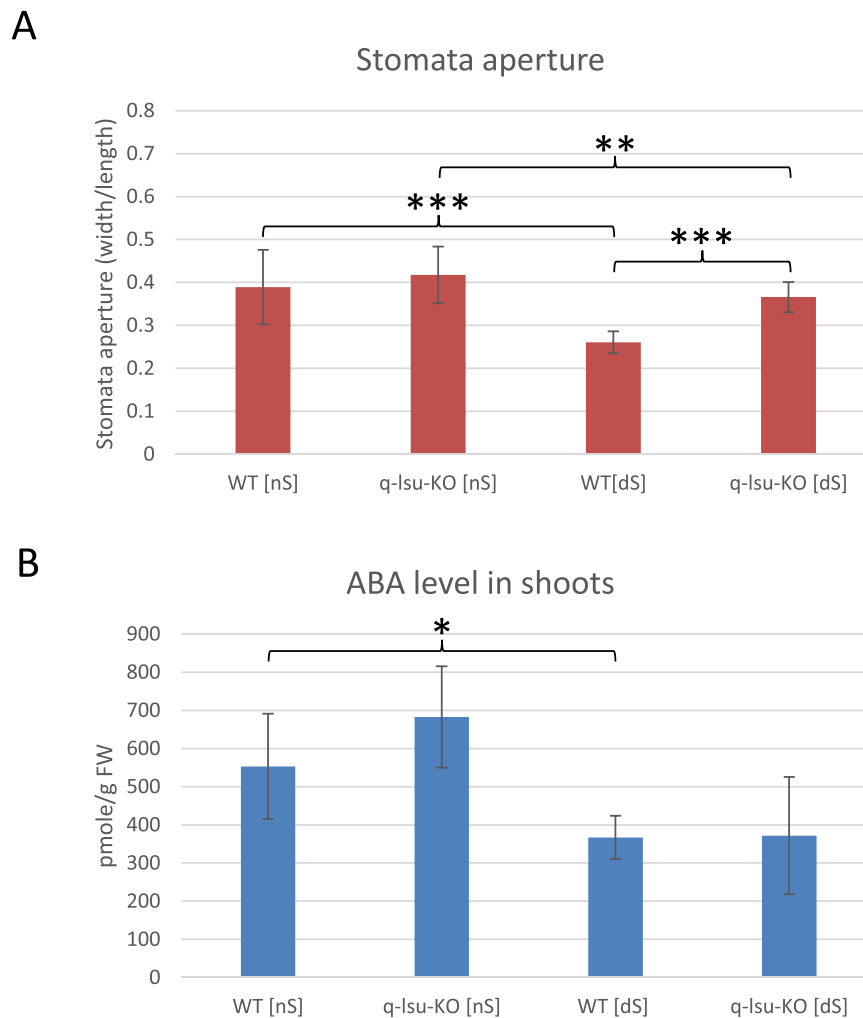 A
Stomata aperture
Stomata aperture (width/length)
0.8
0.7
0.6
0.5
0.4
0.3
0.2
0.1
0
**
***
***
WT [nS] q-lsu-KO [nS] WT[dS] q-lsu-KO [dS]
B
ABA level in shoots
pmole/g FW
900
800
700
600
500
400
300
200
100
0
*
WT [nS] q-lsu-KO [nS] WT [dS] q-lsu-KO [dS]